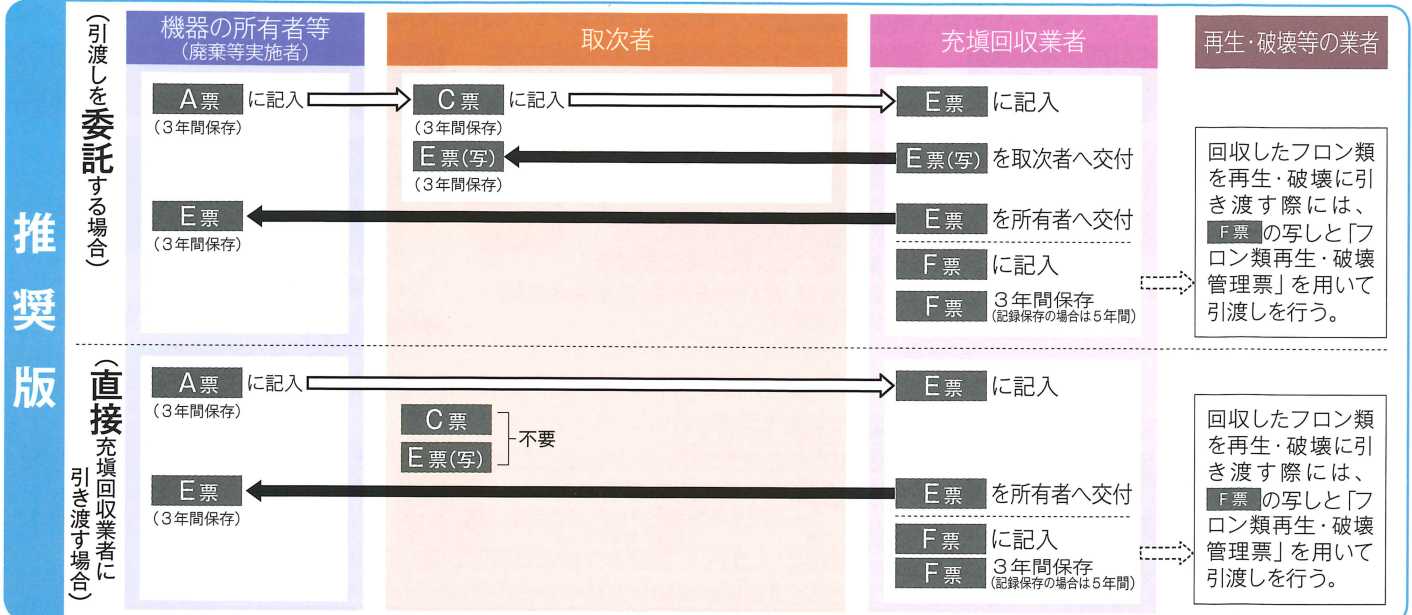 推奨版
機器の所有者等
(廃棄等実施者)
取次者
充塡回収業者
再生・破壊等の業者
(引渡しを委託する場合)
A票 に記入
(3年間保存)
C票 に記入
(3年間保存)
E票 に記入
E票(写)
(3年間保存)
E票(写) を取次者へ交付
E票
(3年間保存)
E票 を所有者へ交付
F票 に記入
F票 3年間保存
(記録保存の場合は5年間)
回収したフロン類
を再生・破壊に引
き渡す際には、
F票 の写しと「フ
ロン類再生・破壊
管理票」を用いて
引渡しを行う。
(直接充塡回収業者に
引き渡す場合)
A票 に記入
(3年間保存)
E票 に記入
C票
E票(写)
不要
E票
(3年間保存)
E票 を所有者へ交付
F票 に記入
F票 3年間保存
(記録保存の場合は5年間)
回収したフロン類
を再生・破壊に引
き渡す際には、
F票 の写しと「フ
ロン類再生・破壊
管理票」を用いて
引渡しを行う。